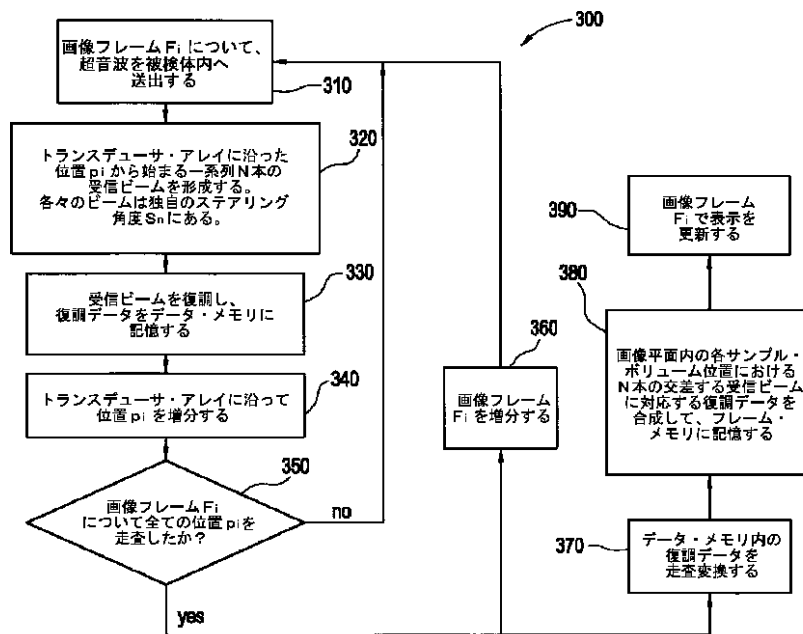 300
画像フレーム Fi について、
超音波を被検体内へ
送出する
310
トランスデューサ・アレイに沿った
位置 pi から始まる一系列N本の
受信ビームを形成する。
各々のビームは独自のステアリング
角度Snにある。
320
受信ビームを復調し、
復調データをデータ・メモリに
記憶する
330
トランスデューサ・アレイに沿って
位置pi を増分する
340
画像フレーム Fi
について全ての位置piを
走査したか?
350
no
yes
画像フレーム
Fi を増分する
360
データ・メモリ内の
復調データを
走査変換する
370
画像平面内の各サンプル・
ボリューム位置における
N本の交差する受信ビーム
に対応する復調データを
合成して、フレーム・
メモリに記憶する
380
画像フレーム
Fi で表示を
更新する
390